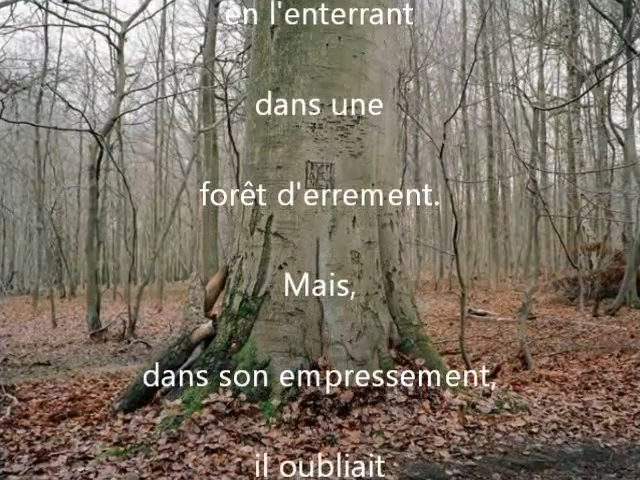 en l'enterrant
dans une
forêt d'errement.
Mais,
dans son empressement,
il oubliait